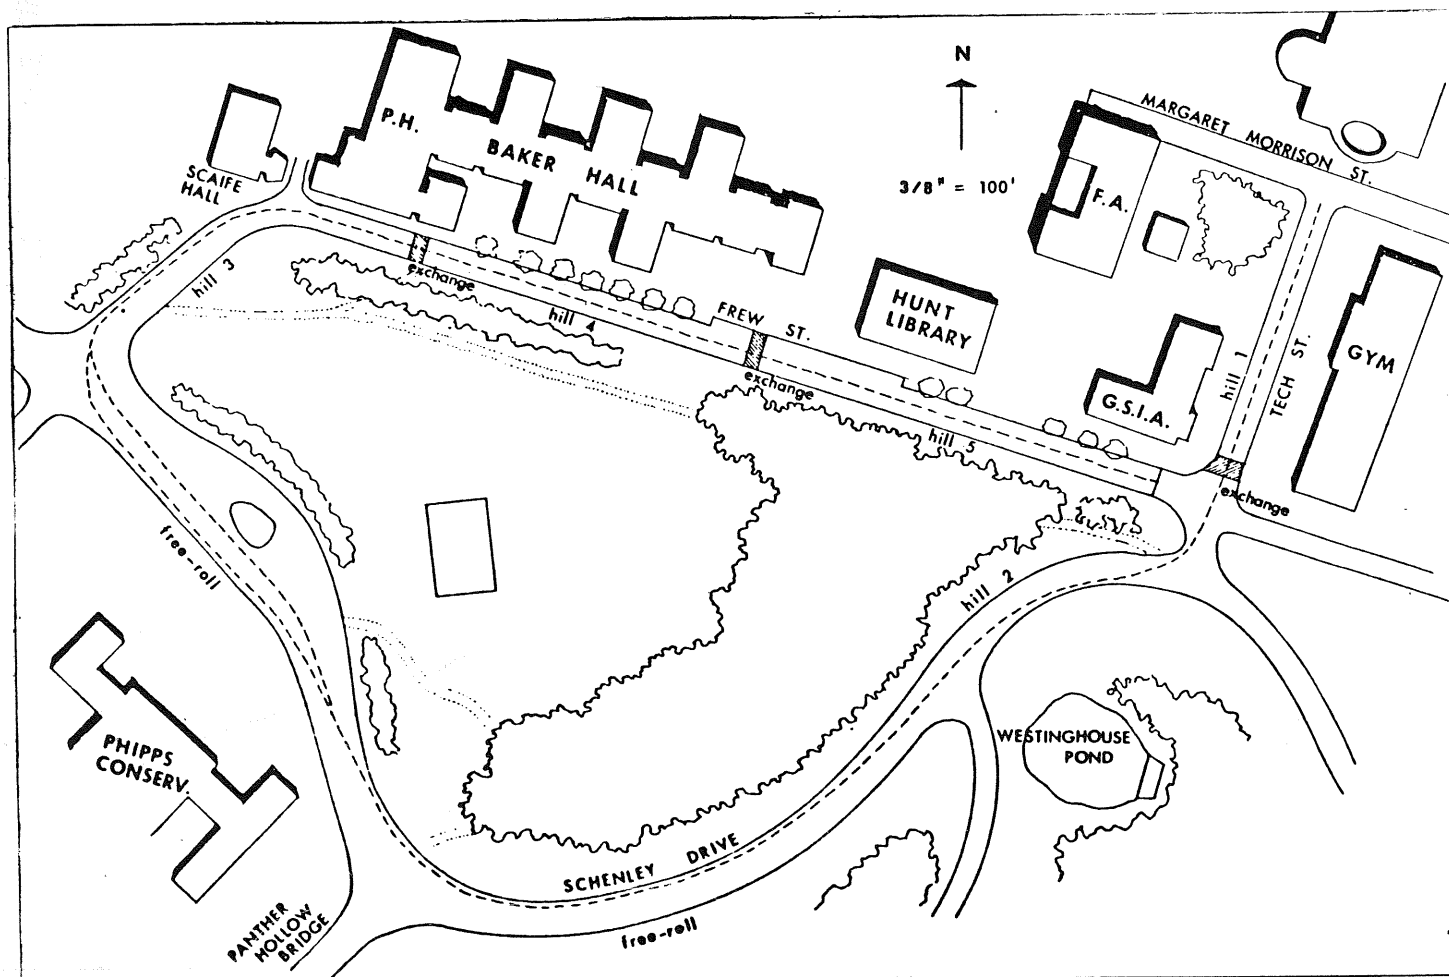 N
3/8" = 100'
MARGARET MORRISON ST.
P.H.
BAKER HALL
SCAIFE
HALL
F.A.
hill 3
exchange
hill 4
FREW ST.
HUNT
LIBRARY
exchange
hill 5
G.S.I.A.
hill 1
TECH ST.
GYM
exchange
free-roll
hill 2
PHIPPS
CONSERV.
WESTINGHOUSE
POND
SCHENLEY DRIVE
free-roll
PANTHER
HOLLOW
BRIDGE